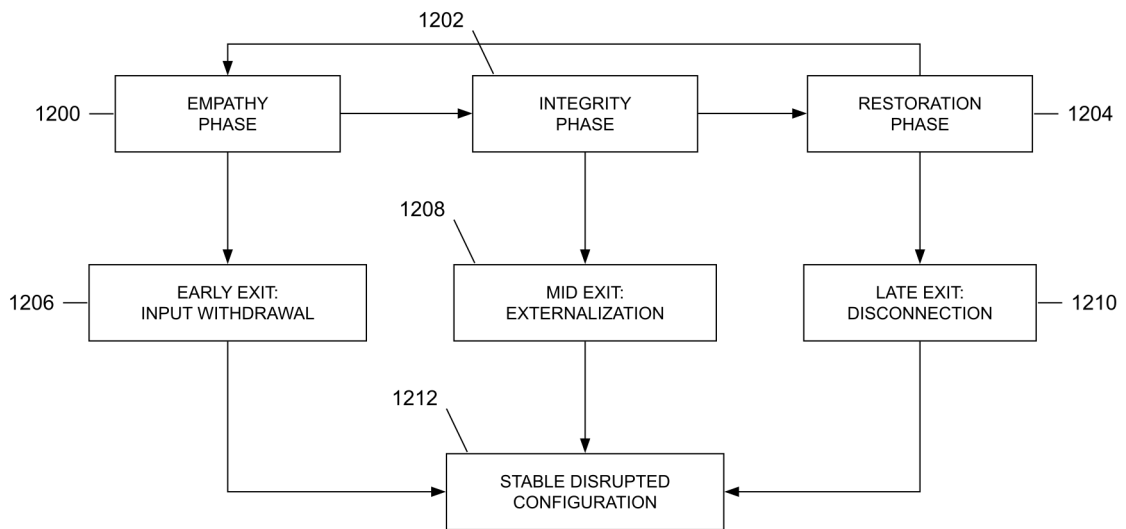 1202
1200
EMPATHY
PHASE
INTEGRITY
PHASE
RESTORATION
PHASE
1204
1208
1206
EARLY EXIT:
INPUT WITHDRAWAL
MID EXIT:
EXTERNALIZATION
LATE EXIT:
DISCONNECTION
1210
1212
STABLE DISRUPTED
CONFIGURATION